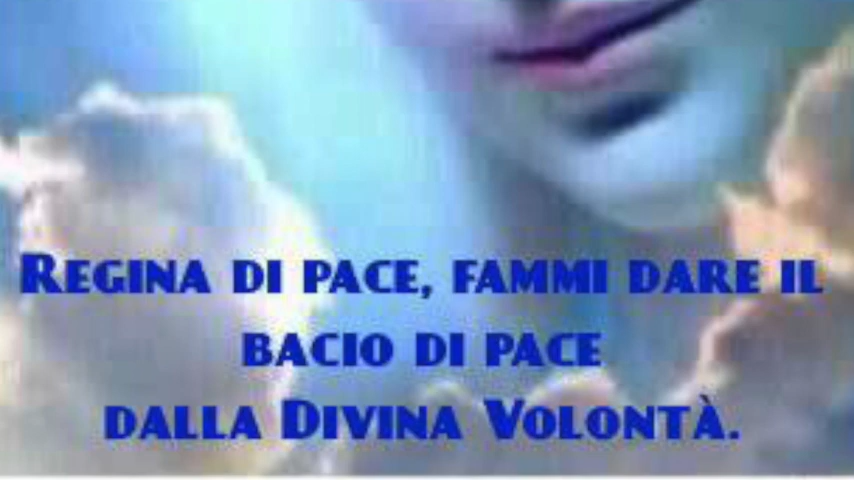 Regina di pace, fammi dare il
bacio di pace
dalla Divina Volontà.